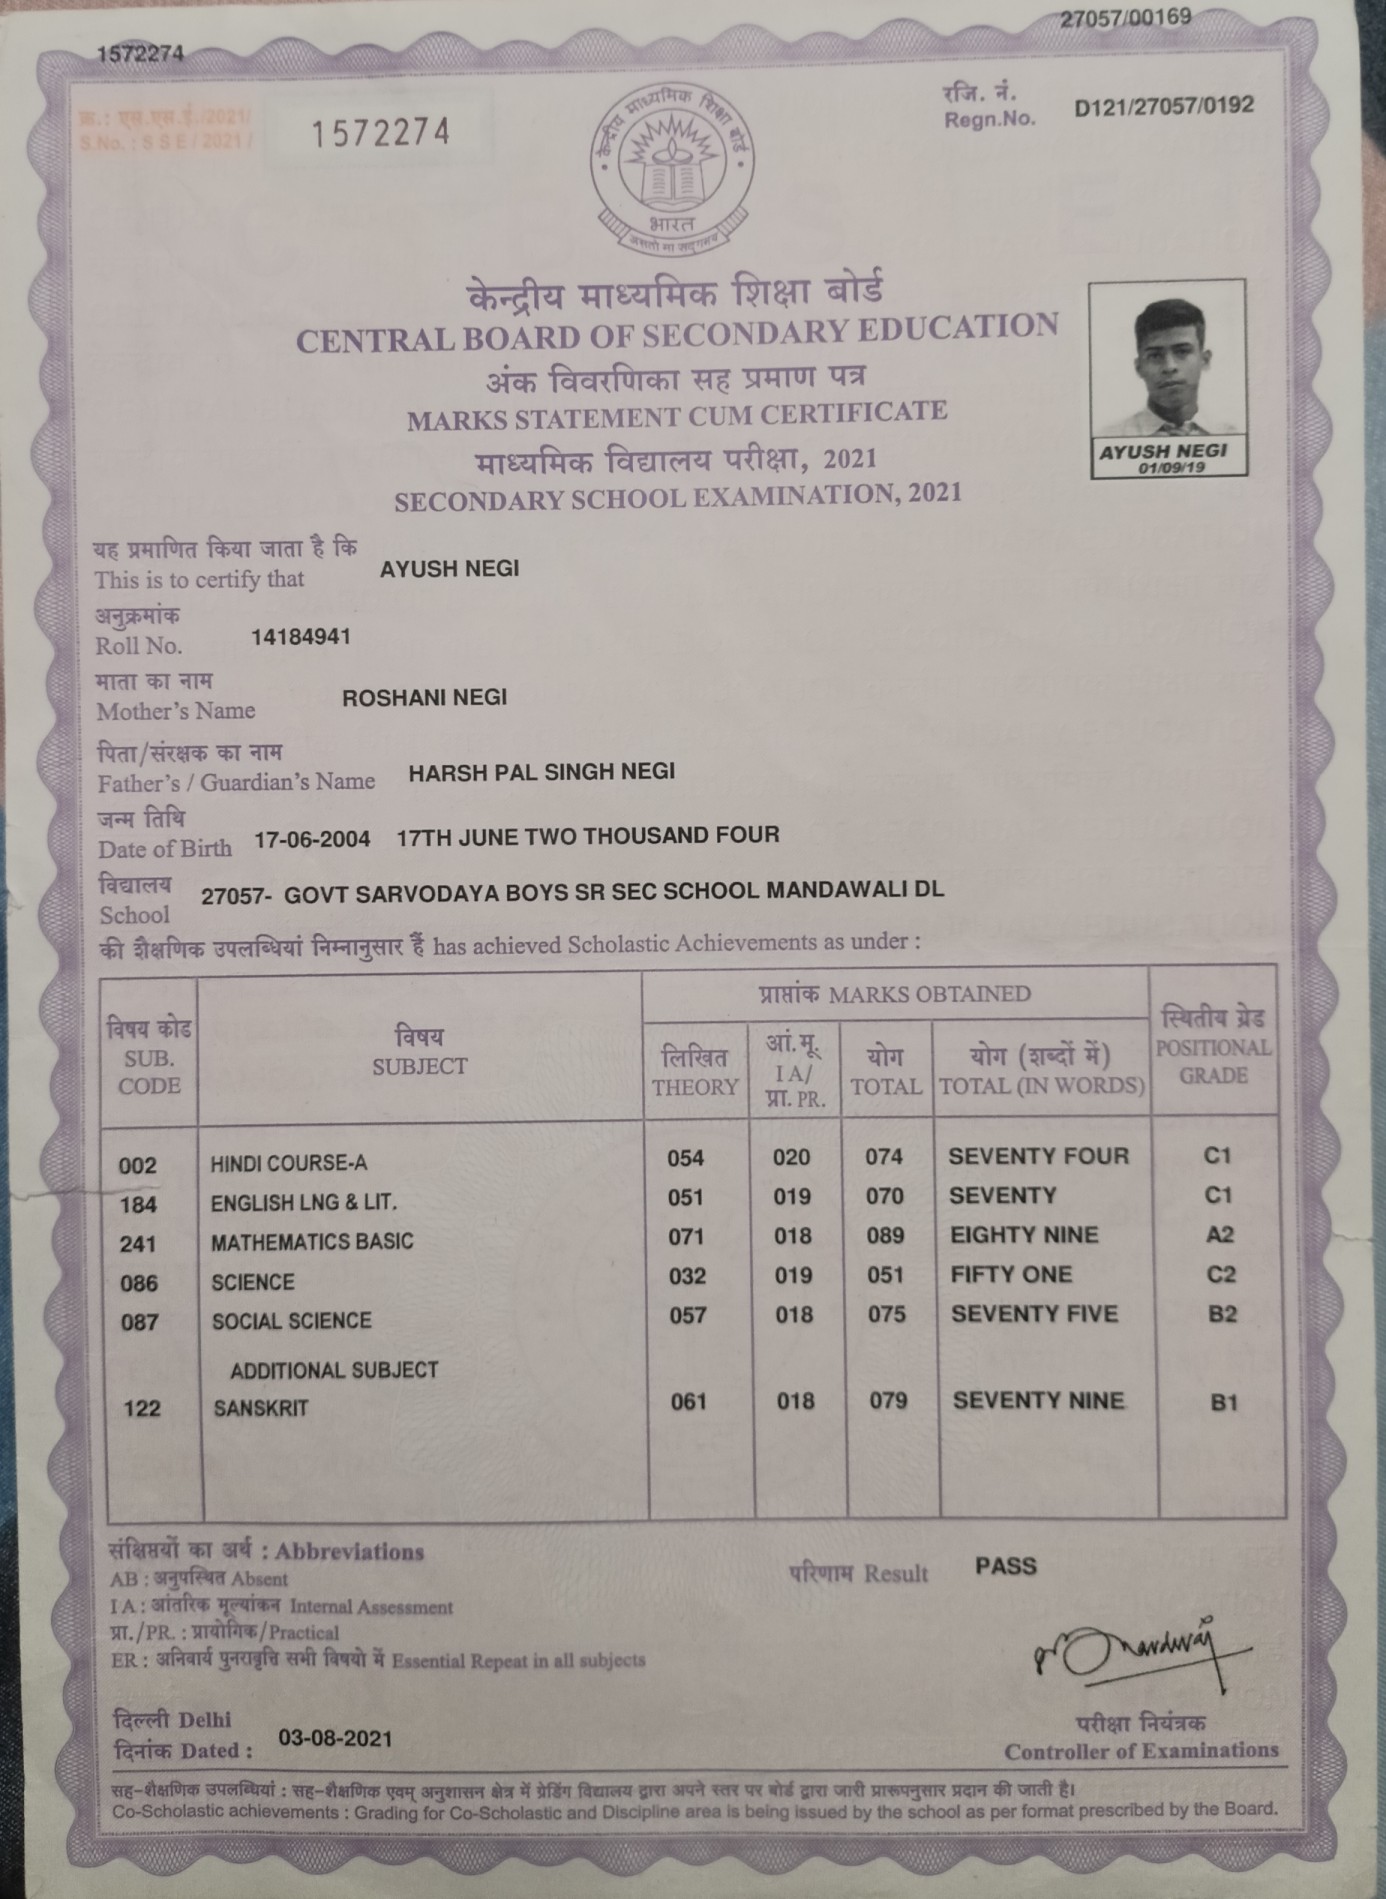 27057/00169
1572274
क्र.: एस.एस.ई./2021/
S.No. : S S E / 2021 /
1572274
रजि. नं.
Regn.No.
D121/27057/0192
केन्द्रीय माध्यमिक शिक्षा बोर्ड
भारत
असतो मा सद्गमय
केन्द्रीय माध्यमिक शिक्षा बोर्ड
CENTRAL BOARD OF SECONDARY EDUCATION
अंक विवरणिका सह प्रमाण पत्र
MARKS STATEMENT CUM CERTIFICATE
माध्यमिक विद्यालय परीक्षा, 2021
SECONDARY SCHOOL EXAMINATION, 2021
AYUSH NEGI
01/09/19
यह प्रमाणित किया जाता है कि
This is to certify that AYUSH NEGI
अनुक्रमांक
Roll No. 14184941
माता का नाम
Mother's Name ROSHANI NEGI
पिता/संरक्षक का नाम
Father's / Guardian's Name HARSH PAL SINGH NEGI
जन्म तिथि
Date of Birth 17-06-2004 17TH JUNE TWO THOUSAND FOUR
विद्यालय
School 27057- GOVT SARVODAYA BOYS SR SEC SCHOOL MANDAWALI DL
की शैक्षणिक उपलब्धियां निम्नानुसार हैं has achieved Scholastic Achievements as under :
विषय कोड
SUB.
CODE
विषय
SUBJECT
प्राप्तांक MARKS OBTAINED
लिखित
THEORY
आं.मू.
I A/
प्रा. PR.
योग
TOTAL
योग (शब्दों में)
TOTAL (IN WORDS)
स्थितीय ग्रेड
POSITIONAL
GRADE
002 HINDI COURSE-A 054 020 074 SEVENTY FOUR C1
184 ENGLISH LNG & LIT. 051 019 070 SEVENTY C1
241 MATHEMATICS BASIC 071 018 089 EIGHTY NINE A2
086 SCIENCE 032 019 051 FIFTY ONE C2
087 SOCIAL SCIENCE 057 018 075 SEVENTY FIVE B2
ADDITIONAL SUBJECT
122 SANSKRIT 061 018 079 SEVENTY NINE B1
संक्षिप्तयों का अर्थ : Abbreviations
AB : अनुपस्थित Absent
I A : आंतरिक मूल्यांकन Internal Assessment
प्रा./PR. : प्रायोगिक/Practical
ER : अनिवार्य पुनरावृत्ति सभी विषयो में Essential Repeat in all subjects
परिणाम Result PASS
दिल्ली Delhi
दिनांक Dated : 03-08-2021
परीक्षा नियंत्रक
Controller of Examinations
सह-शैक्षणिक उपलब्धियां : सह-शैक्षणिक एवम् अनुशासन क्षेत्र में ग्रेडिंग विद्यालय द्वारा अपने स्तर पर बोर्ड द्वारा जारी प्रारूपनुसार प्रदान की जाती है।
Co-Scholastic achievements : Grading for Co-Scholastic and Discipline area is being issued by the school as per format prescribed by the Board.